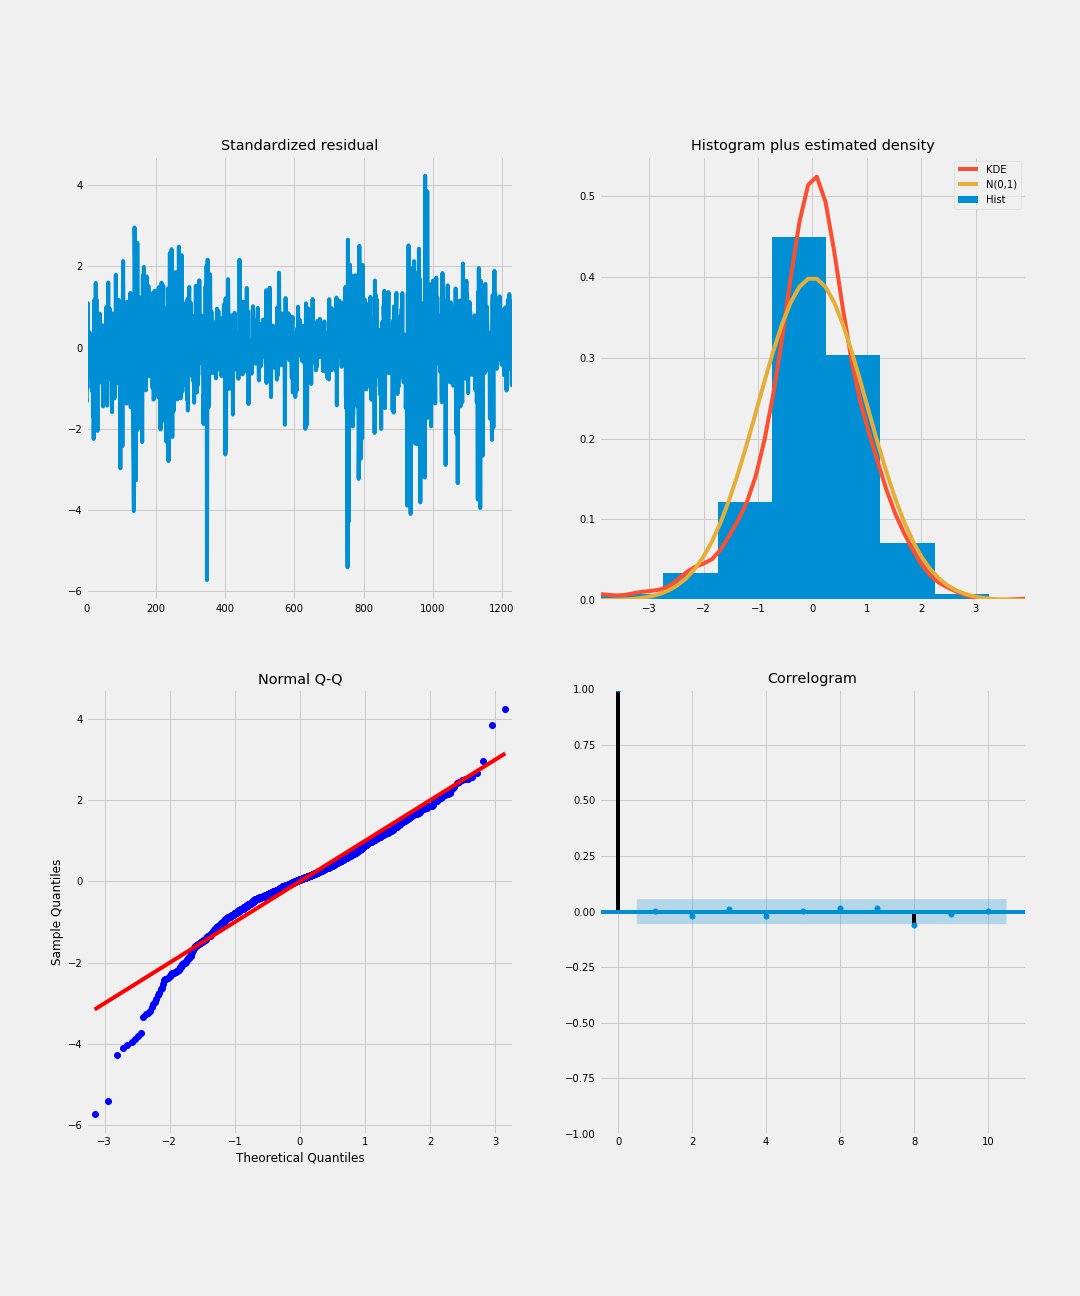 Standardized residual
4
2
0
−2
−4
−6
0 200 400 600 800 1000 1200
Histogram plus estimated density
KDE
N(0,1)
Hist
0.5
0.4
0.3
0.2
0.1
0.0
−3 −2 −1 0 1 2 3
Normal Q-Q
4
2
0
−2
−4
−6
Sample Quantiles
−3 −2 −1 0 1 2 3
Theoretical Quantiles
Correlogram
1.00
0.75
0.50
0.25
0.00
−0.25
−0.50
−0.75
−1.00
0 2 4 6 8 10